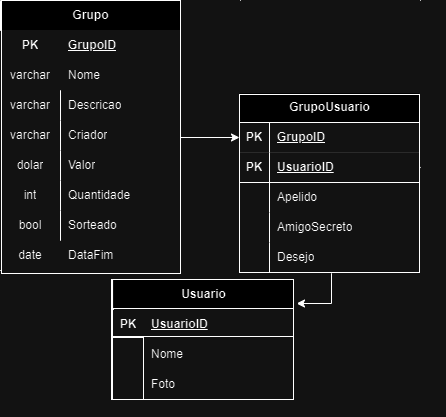 Grupo
PK GrupoID
varchar Nome
varchar Descricao
varchar Criador
dolar Valor
int Quantidade
bool Sorteado
date DataFim
GrupoUsuario
PK GrupoID
PK UsuarioID
Apelido
AmigoSecreto
Desejo
Usuario
PK UsuarioID
Nome
Foto